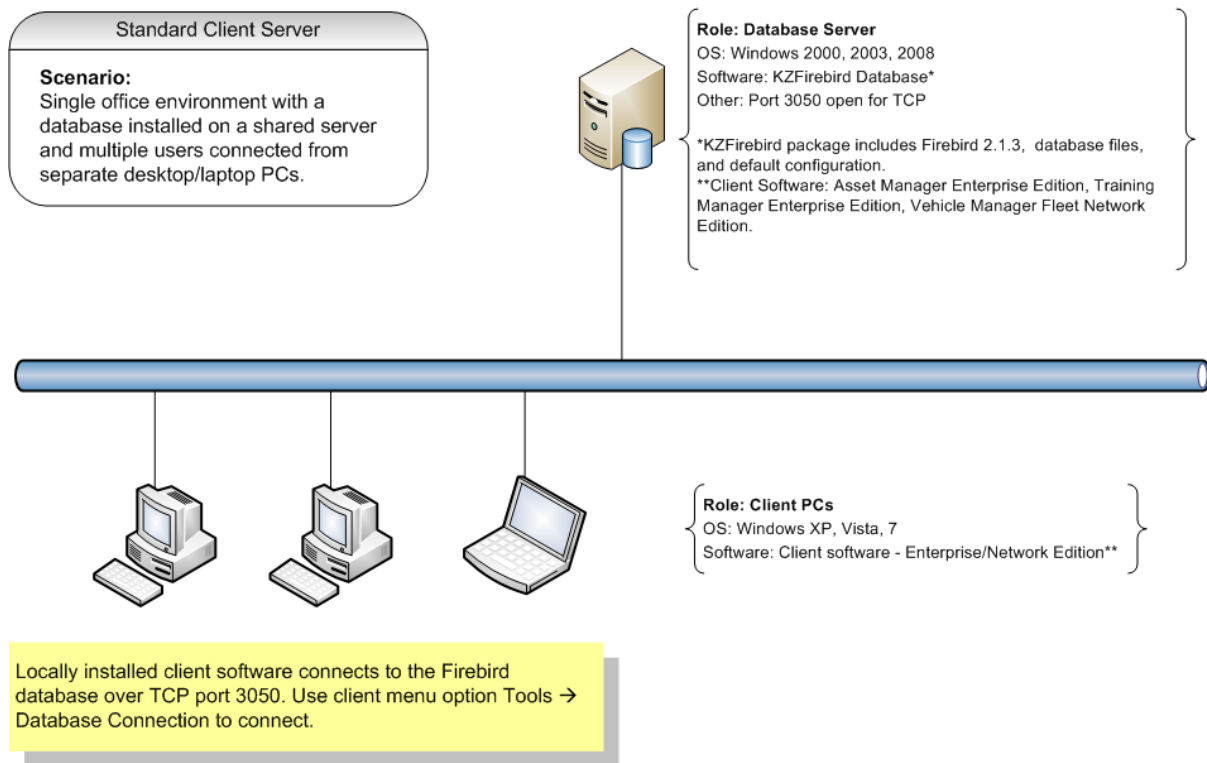 Standard Client Server
Scenario:
Single office environment with a
database installed on a shared server
and multiple users connected from
separate desktop/laptop PCs.
Role: Database Server
OS: Windows 2000, 2003, 2008
Software: KZFirebird Database*
Other: Port 3050 open for TCP
*KZFirebird package includes Firebird 2.1.3, database files,
and default configuration.
**Client Software: Asset Manager Enterprise Edition, Training
Manager Enterprise Edition, Vehicle Manager Fleet Network
Edition.
Role: Client PCs
OS: Windows XP, Vista, 7
Software: Client software - Enterprise/Network Edition**
Locally installed client software connects to the Firebird
database over TCP port 3050. Use client menu option Tools →
Database Connection to connect.